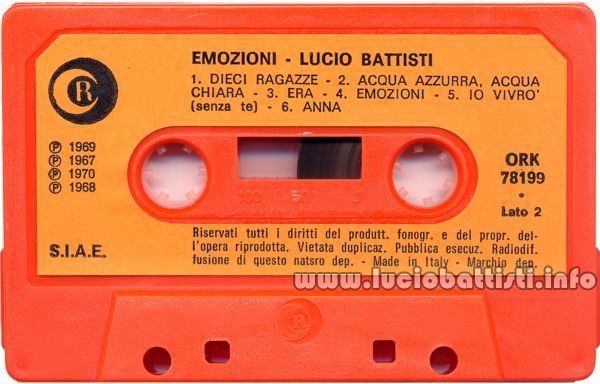 EMOZIONI - LUCIO BATTISTI
1. DIECI RAGAZZE - 2. ACQUA AZZURRA, ACQUA
CHIARA - 3. ERA - 4. EMOZIONI - 5. IO VIVRO'
(senza te) - 6. ANNA
R
Ⓟ 1969
Ⓟ 1967
Ⓟ 1970
Ⓟ 1968
S.I.A.E.
100 5 0
ORK
78199
*
Lato 2
Riservati tutti i diritti del produtt. fonogr. e del propr. del-
l'opera riprodotta. Vietata duplicaz. Pubblica esecuz. Radiodif.
fusione di questo natsro dep. - Made in Italy - Marchio dep.
www.luciobattisti.info
R